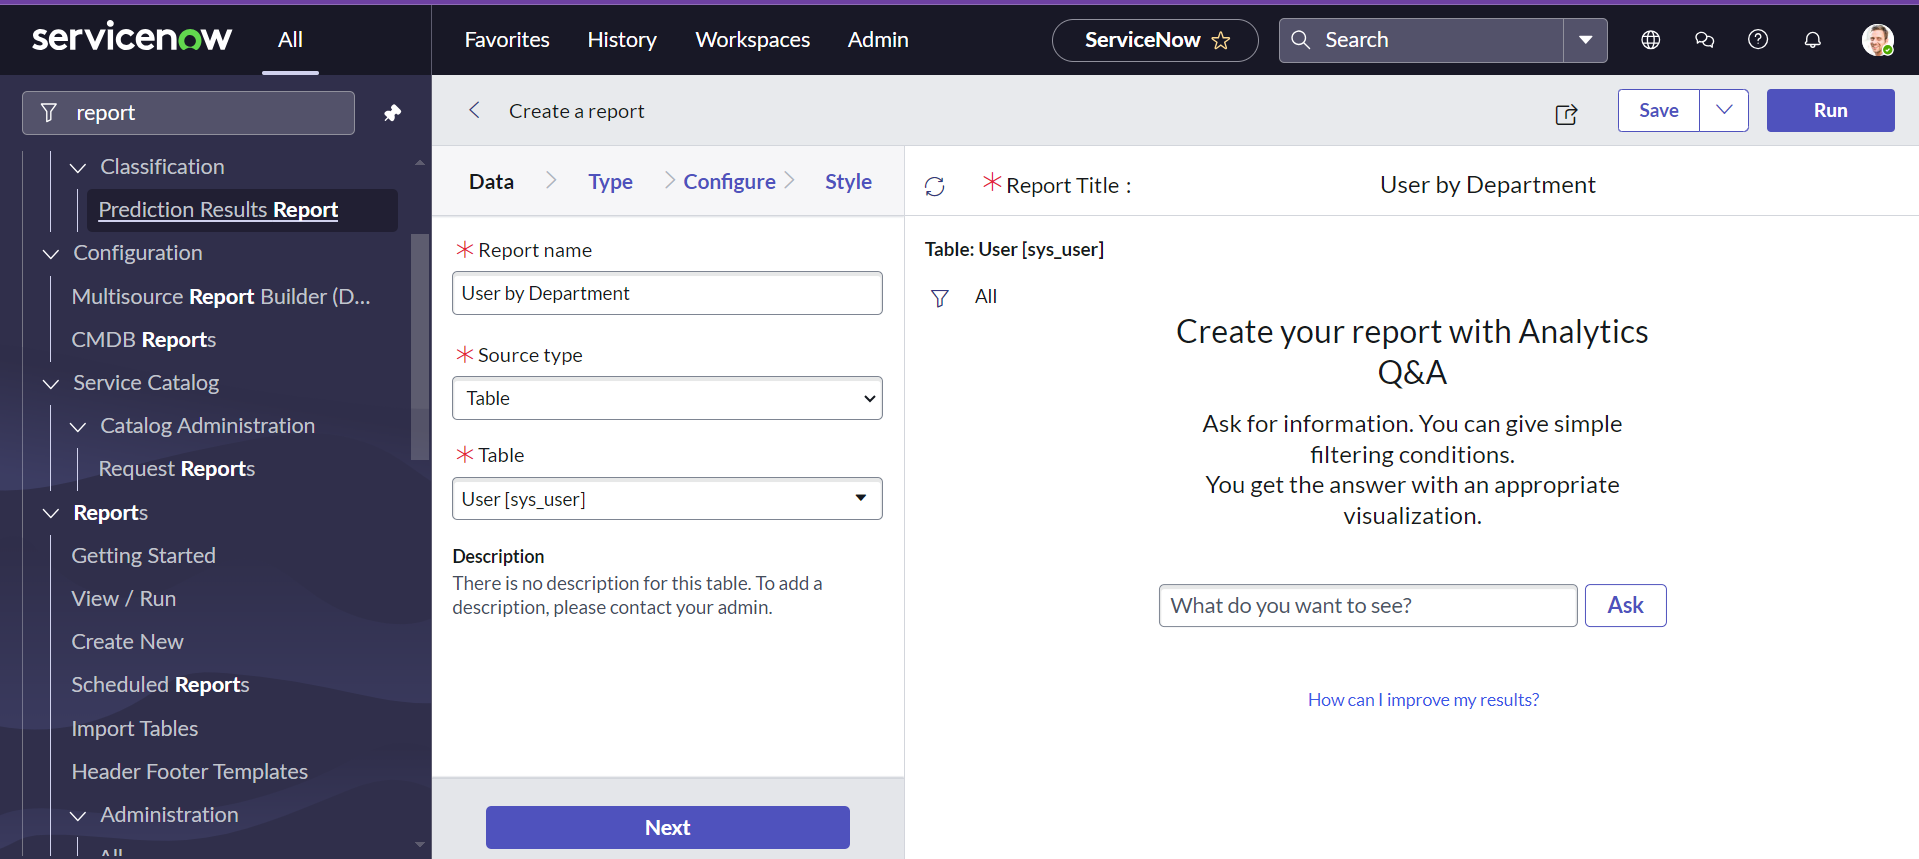 servicenow
All
Favorites
History
Workspaces
Admin
ServiceNow
Search
report
Classification
Prediction Results Report
Configuration
Multisource Report Builder (D...
CMDB Reports
Service Catalog
Catalog Administration
Request Reports
Reports
Getting Started
View / Run
Create New
Scheduled Reports
Import Tables
Header Footer Templates
Administration
All
Create a report
Save
Run
Data
Type
Configure
Style
* Report name
User by Department
* Source type
Table
* Table
User [sys_user]
Description
There is no description for this table. To add a
description, please contact your admin.
Next
* Report Title :
User by Department
Table: User [sys_user]
All
Create your report with Analytics
Q&A
Ask for information. You can give simple
filtering conditions.
You get the answer with an appropriate
visualization.
What do you want to see?
Ask
How can I improve my results?